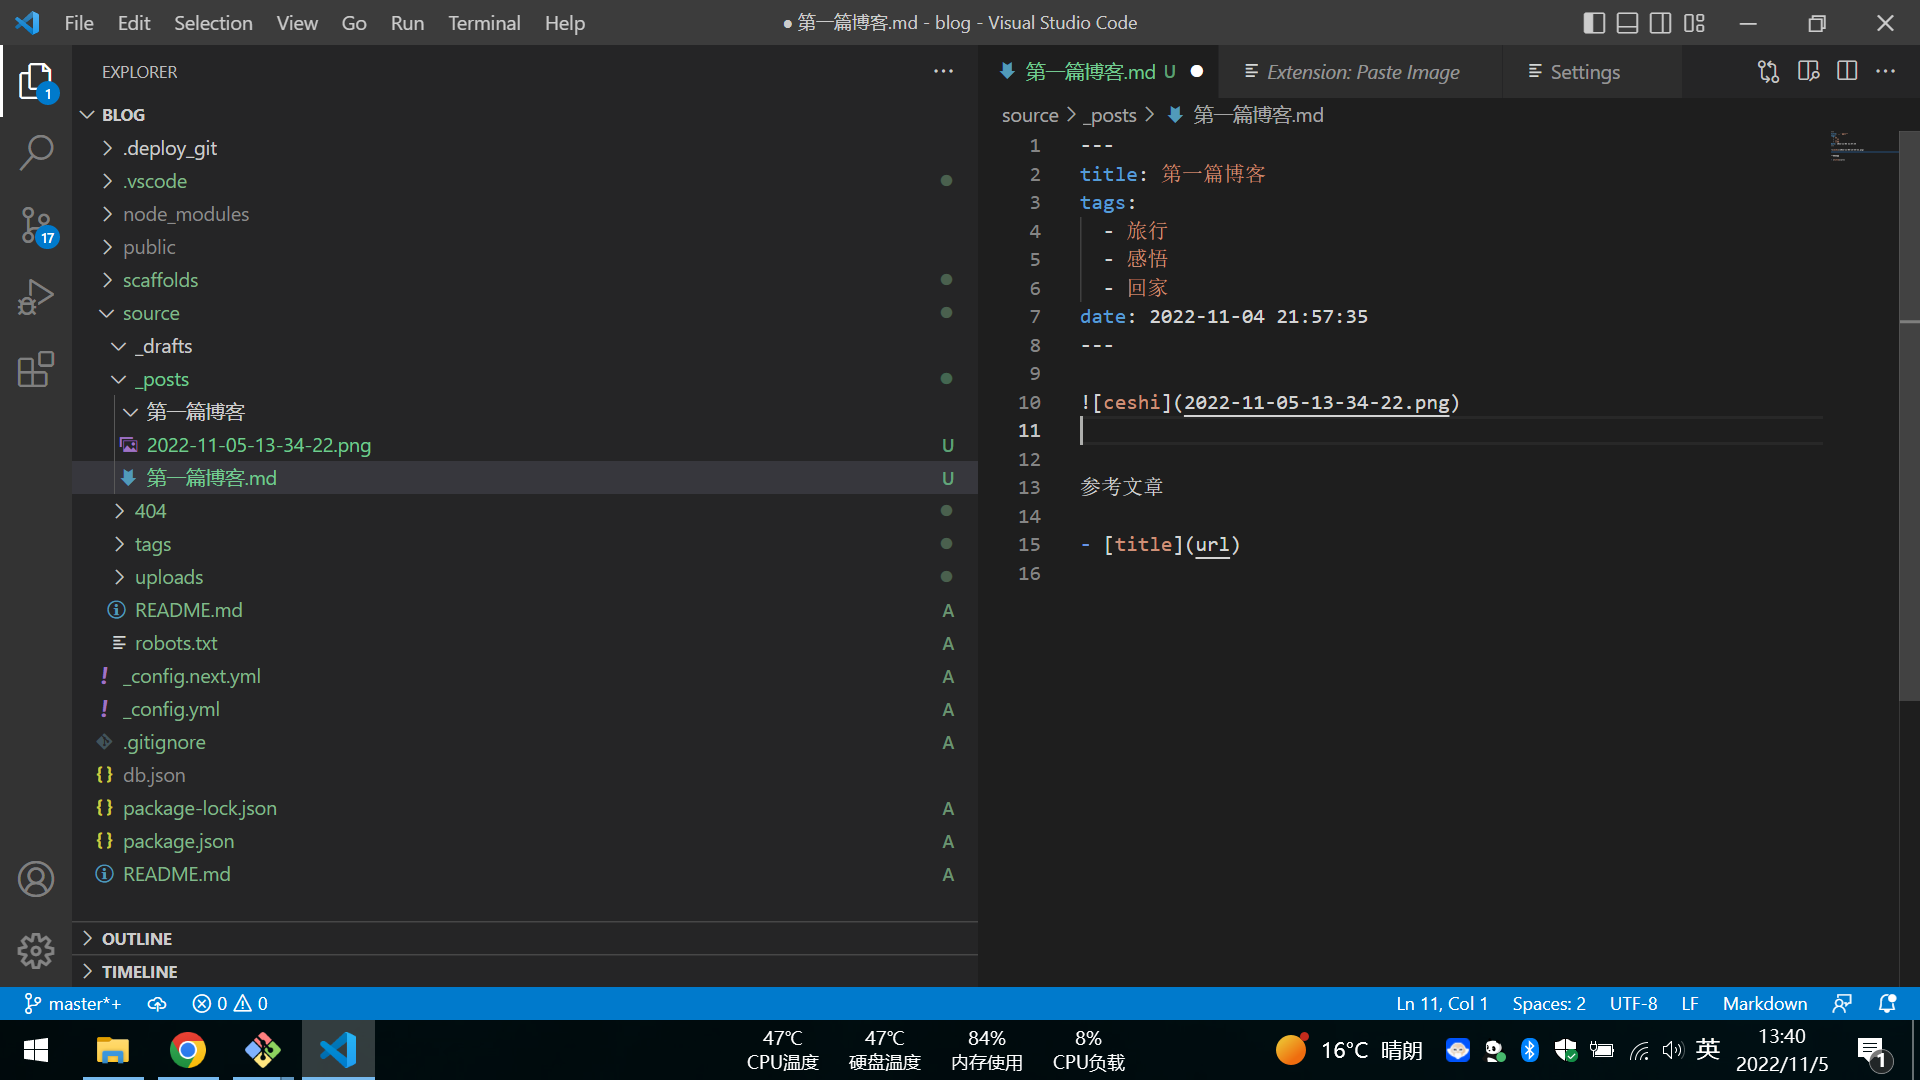 File Edit Selection View Go Run Terminal Help
● 第一篇博客.md - blog - Visual Studio Code
EXPLORER
1
17
BLOG
.deploy_git
.vscode
node_modules
public
scaffolds
source
_drafts
_posts
第一篇博客
2022-11-05-13-34-22.png U
第一篇博客.md U
404
tags
uploads
README.md A
robots.txt A
_config.next.yml A
_config.yml A
.gitignore A
db.json
package-lock.json A
package.json A
README.md A
OUTLINE
TIMELINE
第一篇博客.md U
Extension: Paste Image
Settings
source > _posts > 第一篇博客.md
1 ---
2 title: 第一篇博客
3 tags:
4 - 旅行
5 - 感悟
6 - 回家
7 date: 2022-11-04 21:57:35
8 ---
9
10 ![ceshi](2022-11-05-13-34-22.png)
11
12
13 参考文章
14
15 - [title](url)
16
master*+ 0 0
Ln 11, Col 1 Spaces: 2 UTF-8 LF Markdown
47℃ 47℃ 84% 8%
CPU温度 硬盘温度 内存使用 CPU负载
16°C 晴朗
英
13:40
2022/11/5
1